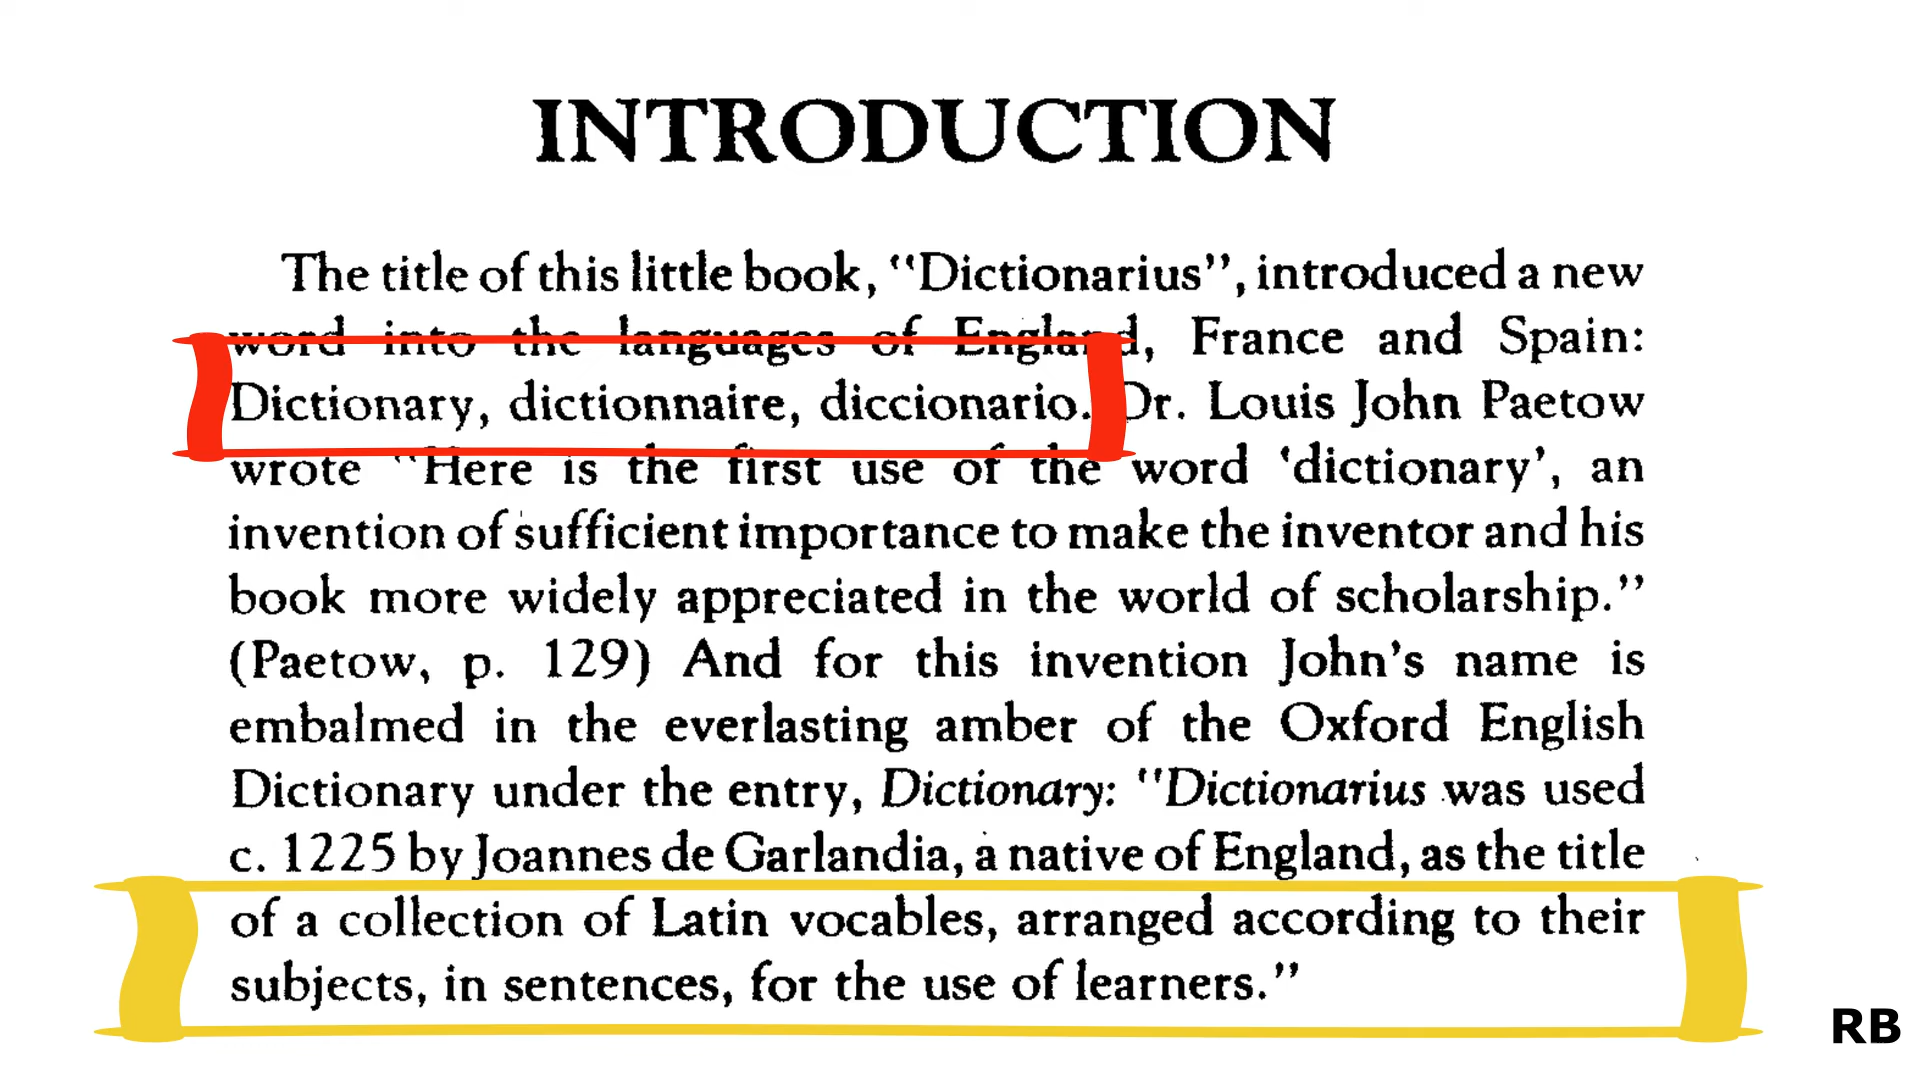 INTRODUCTION
The title of this little book, "Dictionarius", introduced a new
word into the languages of England, France and Spain:
Dictionary, dictionnaire, diccionario. Dr. Louis John Paetow
wrote "Here is the first use of the word 'dictionary', an
invention of sufficient importance to make the inventor and his
book more widely appreciated in the world of scholarship."
(Paetow, p. 129) And for this invention John's name is
embalmed in the everlasting amber of the Oxford English
Dictionary under the entry, Dictionary: "Dictionarius was used
c. 1225 by Joannes de Garlandia, a native of England, as the title
of a collection of Latin vocables, arranged according to their
subjects, in sentences, for the use of learners."
RB